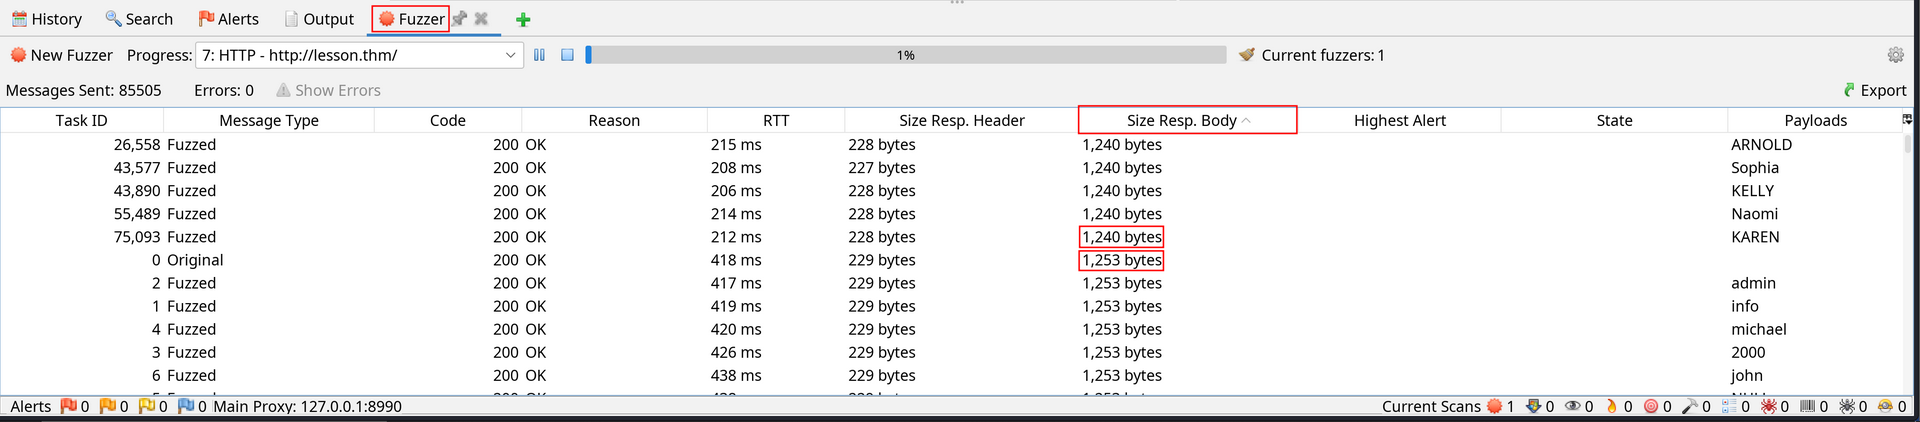 History Search Alerts Output Fuzzer
New Fuzzer Progress: 7: HTTP - http://lesson.thm/ 1% Current fuzzers: 1
Messages Sent: 85505 Errors: 0 Show Errors Export
Task ID Message Type Code Reason RTT Size Resp. Header Size Resp. Body Highest Alert State Payloads
26,558 Fuzzed 200 OK 215 ms 228 bytes 1,240 bytes ARNOLD
43,577 Fuzzed 200 OK 208 ms 227 bytes 1,240 bytes Sophia
43,890 Fuzzed 200 OK 206 ms 228 bytes 1,240 bytes KELLY
55,489 Fuzzed 200 OK 214 ms 228 bytes 1,240 bytes Naomi
75,093 Fuzzed 200 OK 212 ms 228 bytes 1,240 bytes KAREN
0 Original 418 ms 229 bytes 1,253 bytes
2 Fuzzed 200 OK 417 ms 229 bytes 1,253 bytes admin
1 Fuzzed 200 OK 419 ms 229 bytes 1,253 bytes info
4 Fuzzed 200 OK 420 ms 229 bytes 1,253 bytes michael
3 Fuzzed 200 OK 426 ms 229 bytes 1,253 bytes 2000
6 Fuzzed 200 OK 438 ms 229 bytes 1,253 bytes john
Alerts 0 0 0 0 Main Proxy: 127.0.0.1:8990 Current Scans 1 0 0 0 0 0 0 0 0 0 0